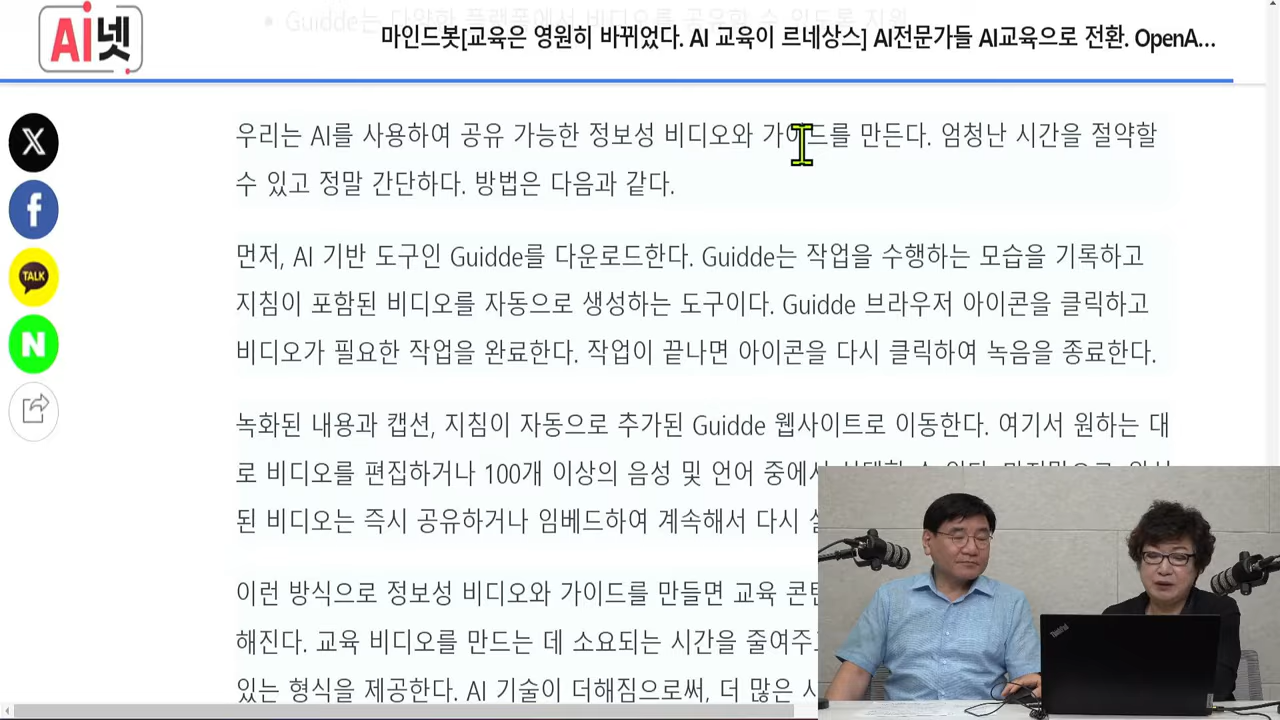 Ai넷
마인드봇[교육은 영원히 바뀌었다. AI 교육이 르네상스] AI전문가들 AI교육으로 전환. OpenA...
우리는 AI를 사용하여 공유 가능한 정보성 비디오와 가이드를 만든다. 엄청난 시간을 절약할
수 있고 정말 간단하다. 방법은 다음과 같다.
먼저, AI 기반 도구인 Guidde를 다운로드한다. Guidde는 작업을 수행하는 모습을 기록하고
지침이 포함된 비디오를 자동으로 생성하는 도구이다. Guidde 브라우저 아이콘을 클릭하고
비디오가 필요한 작업을 완료한다. 작업이 끝나면 아이콘을 다시 클릭하여 녹음을 종료한다.
녹화된 내용과 캡션, 지침이 자동으로 추가된 Guidde 웹사이트로 이동한다. 여기서 원하는 대
로 비디오를 편집하거나 100개 이상의 음성 및 언어 중에서
된 비디오는 즉시 공유하거나 임베드하여 계속해서 다시
이런 방식으로 정보성 비디오와 가이드를 만들면 교육
해진다. 교육 비디오를 만드는 데 소요되는 시간을
있는 형식을 제공한다. AI 기술이 더해짐으로써, 더 많은
TALK
N
ThinkPad